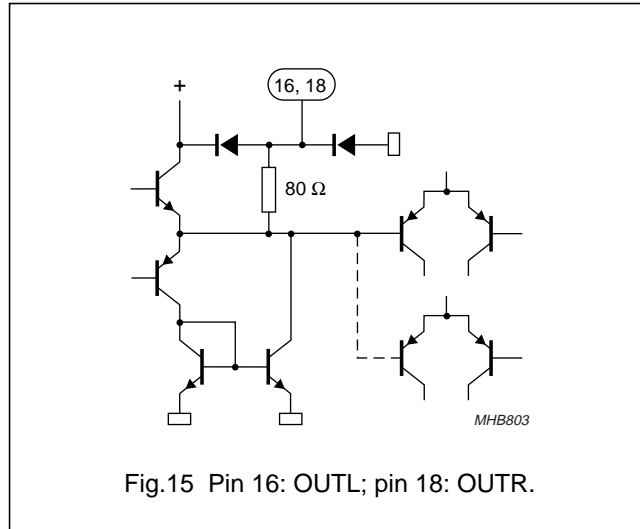 +
16, 18
80 Ω
MHB803
Fig.15 Pin 16: OUTL; pin 18: OUTR.